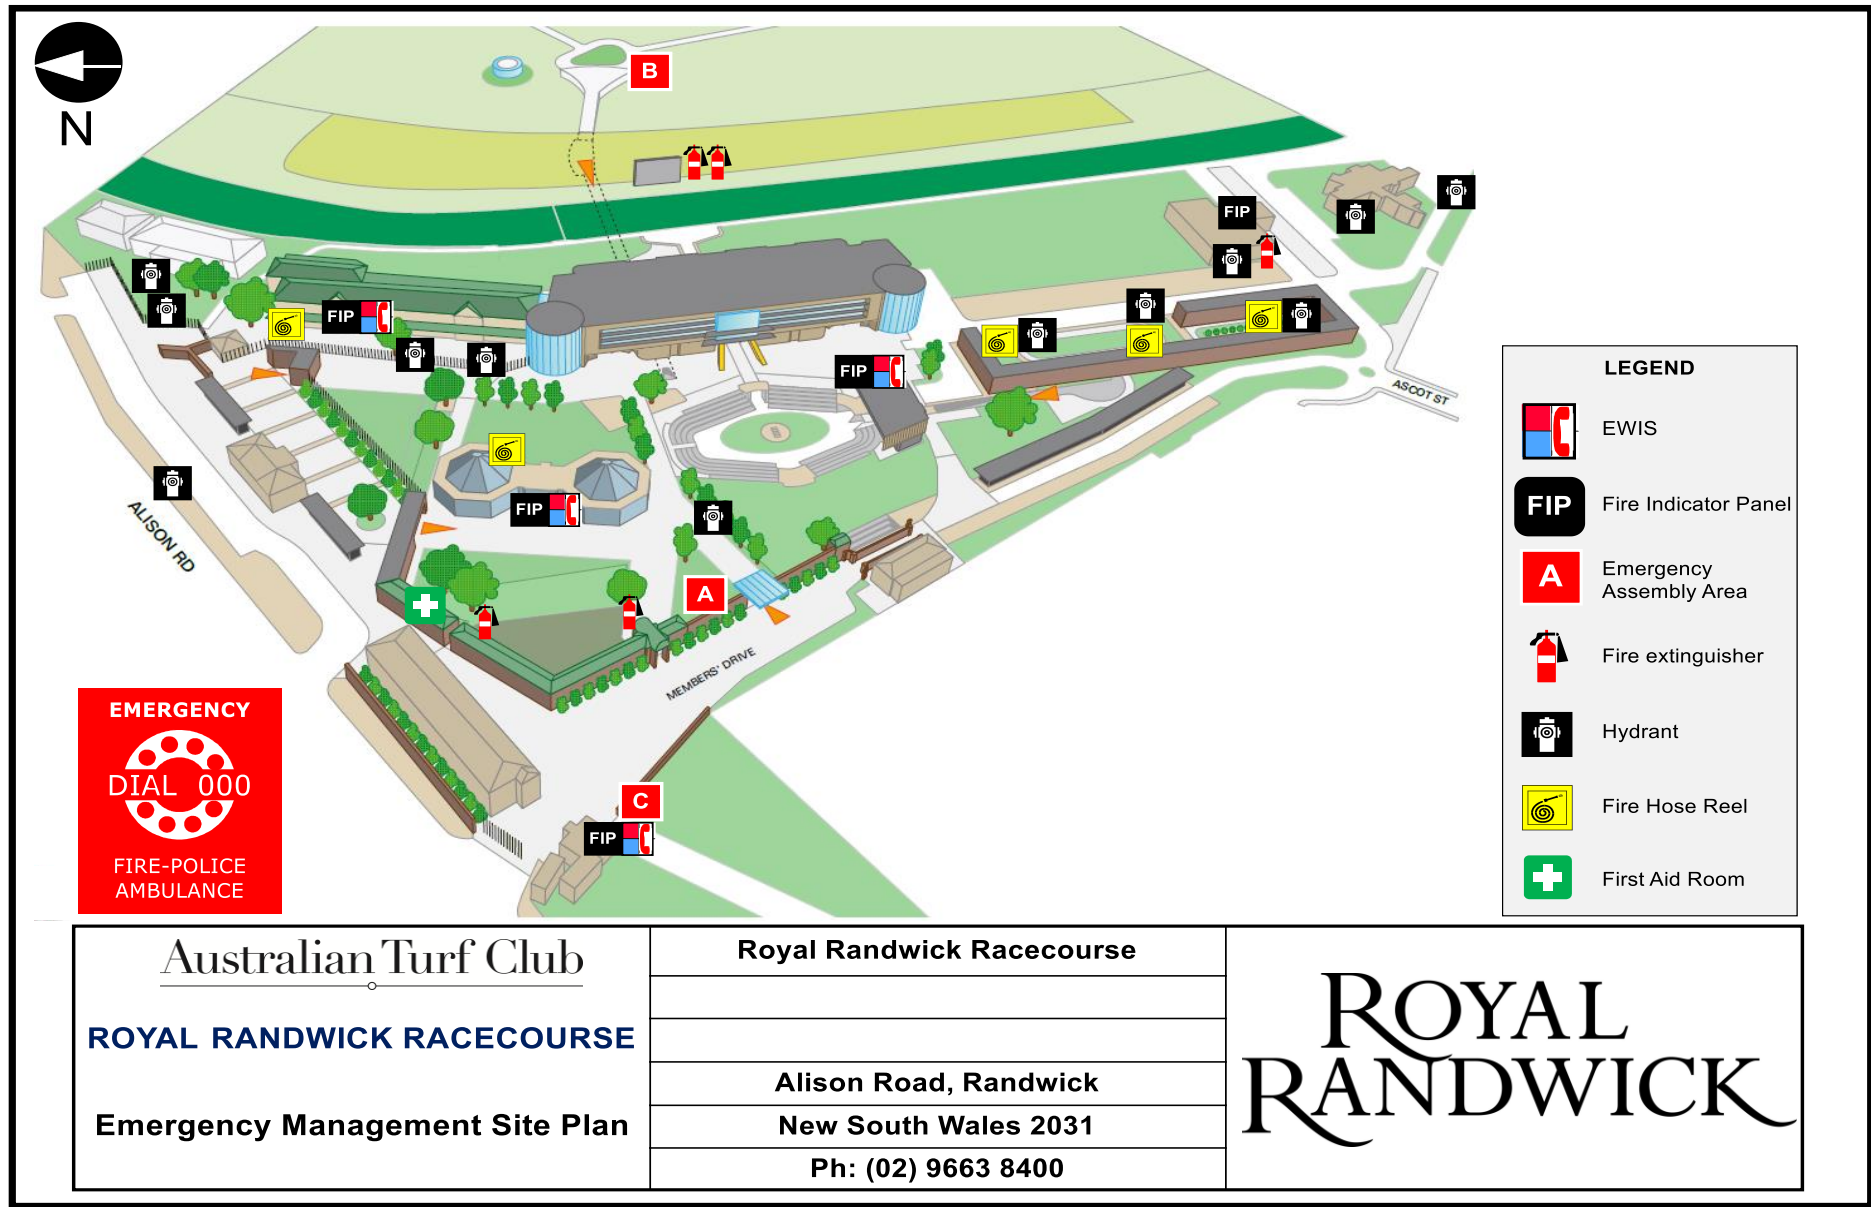 N
B
FIP
FIP
FIP
ASCOT ST
FIP
ALISON RD
A
MEMBERS' DRIVE
C
FIP
EMERGENCY
DIAL 000
FIRE-POLICE
AMBULANCE
LEGEND
EWIS
FIP Fire Indicator Panel
A Emergency
Assembly Area
Fire extinguisher
Hydrant
Fire Hose Reel
First Aid Room
Australian Turf Club
ROYAL RANDWICK RACECOURSE
Emergency Management Site Plan
Royal Randwick Racecourse
Alison Road, Randwick
New South Wales 2031
Ph: (02) 9663 8400
ROYAL
RANDWICK